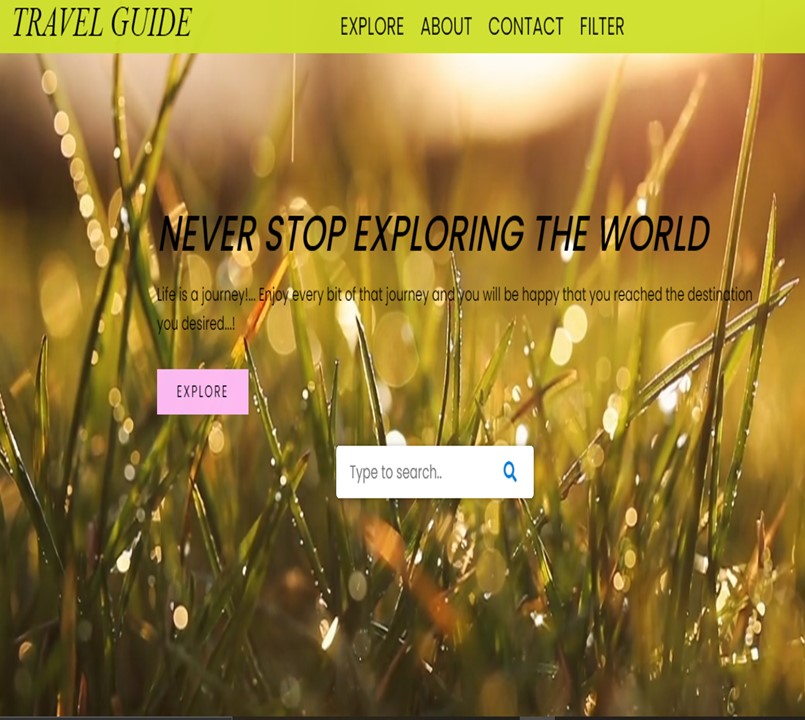 TRAVEL GUIDE
EXPLORE ABOUT CONTACT FILTER
NEVER STOP EXPLORING THE WORLD
Life is a journey!... Enjoy every bit of that journey and you will be happy that you reached the destination
you desired...!
EXPLORE
Type to search..